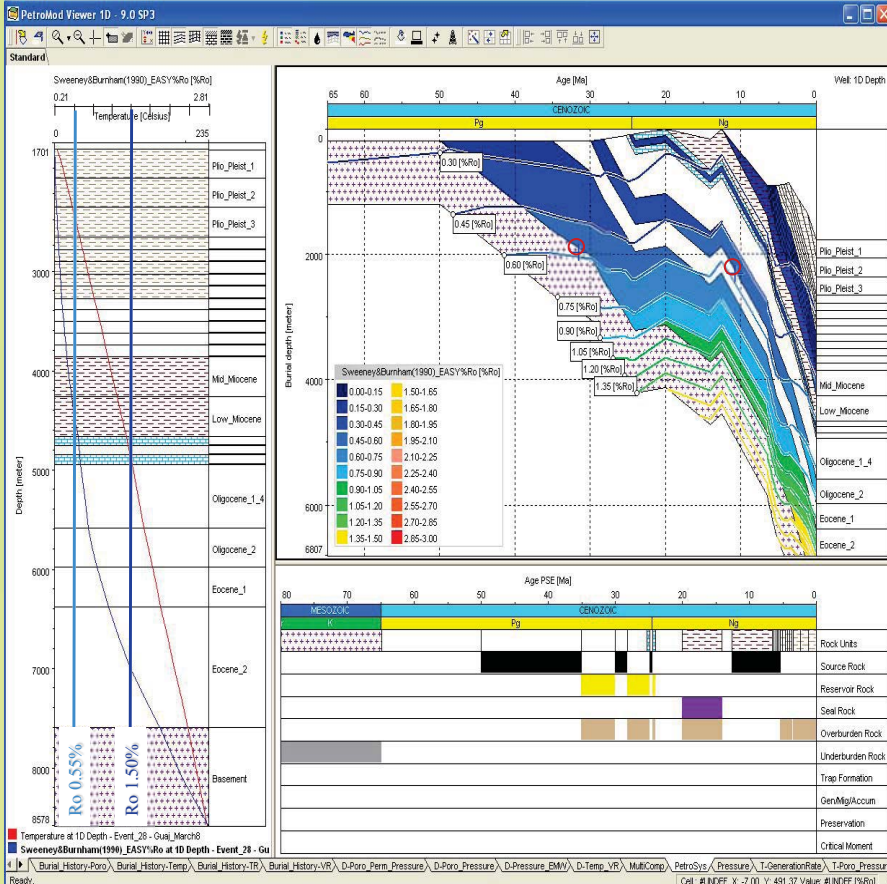 PetroMod Viewer 1D - 9.0 SP3
Standard
Sweeney&Burnham(1990)_EASY%Ro [%Ro]
0.21 2.81
Temperature [Celsius]
0 235
1701
3000
4000
5000
6000
7000
8000
8578
Depth [meter]
Plio_Pleist_1
Plio_Pleist_2
Plio_Pleist_3
Mid_Miocene
Low_Miocene
Oligocene_1_4
Oligocene_2
Eocene_1
Eocene_2
Basement
Ro 0.55%
Ro 1.50%
Temperature at 1D Depth - Event_28 - Guaj_March8
Sweeney&Burnham(1990)_EASY%Ro at 1D Depth - Event_28 - Gu
Age [Ma]
Well: 1D Depth
65 60 50 40 30 20 10 0
CENOZOIC
Pg Ng
0
2000
4000
6000
6807
Burial depth [meter]
0.30 [%Ro]
0.45 [%Ro]
0.60 [%Ro]
0.75 [%Ro]
0.90 [%Ro]
1.05 [%Ro]
1.20 [%Ro]
1.35 [%Ro]
Sweeney&Burnham(1990)_EASY%Ro [%Ro]
0.00-0.15 1.50-1.65
0.15-0.30 1.65-1.80
0.30-0.45 1.80-1.95
0.45-0.60 1.95-2.10
0.60-0.75 2.10-2.25
0.75-0.90 2.25-2.40
0.90-1.05 2.40-2.55
1.05-1.20 2.55-2.70
1.20-1.35 2.70-2.85
1.35-1.50 2.85-3.00
Plio_Pleist_1
Plio_Pleist_2
Plio_Pleist_3
Mid_Miocene
Low_Miocene
Oligocene_1_4
Oligocene_2
Eocene_1
Eocene_2
Age PSE [Ma]
80 70 50 40 30 20 10 0
MESOZOIC CENOZOIC
K Pg Ng
Rock Units
Source Rock
Reservoir Rock
Seal Rock
Overburden Rock
Underburden Rock
Trap Formation
Gen/Mig/Accum
Preservation
Critical Moment
Burial_History-Poro Burial_History-Temp Burial_History-TR Burial_History-VR D-Poro_Perm_Pressure D-Poro_Pressure D-Pressure_EMW D-Temp_VR MultiComp PetroSys Pressure T-GenerationRate T-Poro_Pressur
Ready. Cell : #UNDEF X: -7.00 Y: 491.37 Value: #UNDEF [%Ro]